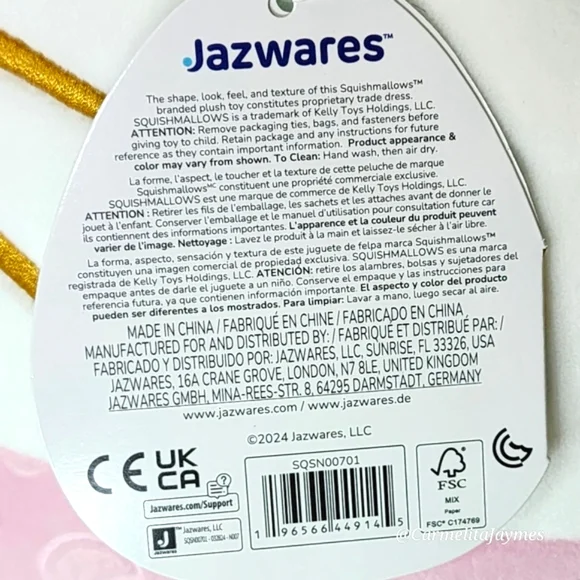 Jazwares™
The shape, look, feel, and texture of this Squishmallows™
branded plush toy constitutes proprietary trade dress.
SQUISHMALLOWS is a trademark of Kelly Toys Holdings, LLC.
ATTENTION: Remove packaging ties, bags, and fasteners before
giving toy to child. Retain package and any instructions for future
reference as they contain important information. Product appearance &
color may vary from shown. To Clean: Hand wash, then air dry.
La forme, l'aspect, le toucher et la texture de cette peluche de marque
Squishmallowsᴹᶜ constituent une propriété commerciale exclusive.
SQUISHMALLOWS est une marque de commerce de Kelly Toys Holdings, LLC.
ATTENTION : Retirer les fils de l'emballage, les sachets et les attaches avant de donner le
jouet à l'enfant. Conserver l'emballage et le manuel d'utilisation pour consultation future car
ils contiennent des informations importantes. L'apparence et la couleur du produit peuvent
varier de l'image. Nettoyage : Lavez le produit à la main et laissez-le sécher à l'air libre.
La forma, aspecto, sensación y textura de este juguete de felpa marca Squishmallows™
constituyen una imagen comercial de propiedad exclusiva. SQUISHMALLOWS es una marca
registrada de Kelly Toys Holdings, LLC. ATENCIÓN: retire los alambres, bolsas y sujetadores del
empaque antes de darle el juguete a un niño. Conserve el empaque y las instrucciones para
referencia futura, ya que contienen información importante. El aspecto y color del producto
pueden ser diferentes a los mostrados. Para limpiar: Lavar a mano, luego secar al aire.
MADE IN CHINA / FABRIQUÉ EN CHINE / FABRICADO EN CHINA
MANUFACTURED FOR AND DISTRIBUTED BY: / FABRIQUÉ ET DISTRIBUÉ PAR: /
FABRICADO Y DISTRIBUIDO POR: JAZWARES, LLC, SUNRISE, FL 33326, USA
JAZWARES, 16A CRANE GROVE, LONDON, N7 8LE, UNITED KINGDOM
JAZWARES GMBH, MINA-REES-STR. 8, 64295 DARMSTADT, GERMANY
www.jazwares.com / www.jazwares.de
©2024 Jazwares, LLC
CE UK
CA
Jazwares.com/Support
Jazwares, LLC
SQSN00701 - 032624 - N007
Jazwares
SQSN00701
1 96566 44914 5
FSC
MIX
Paper
FSC® C174769
@CarmelitaJaymes